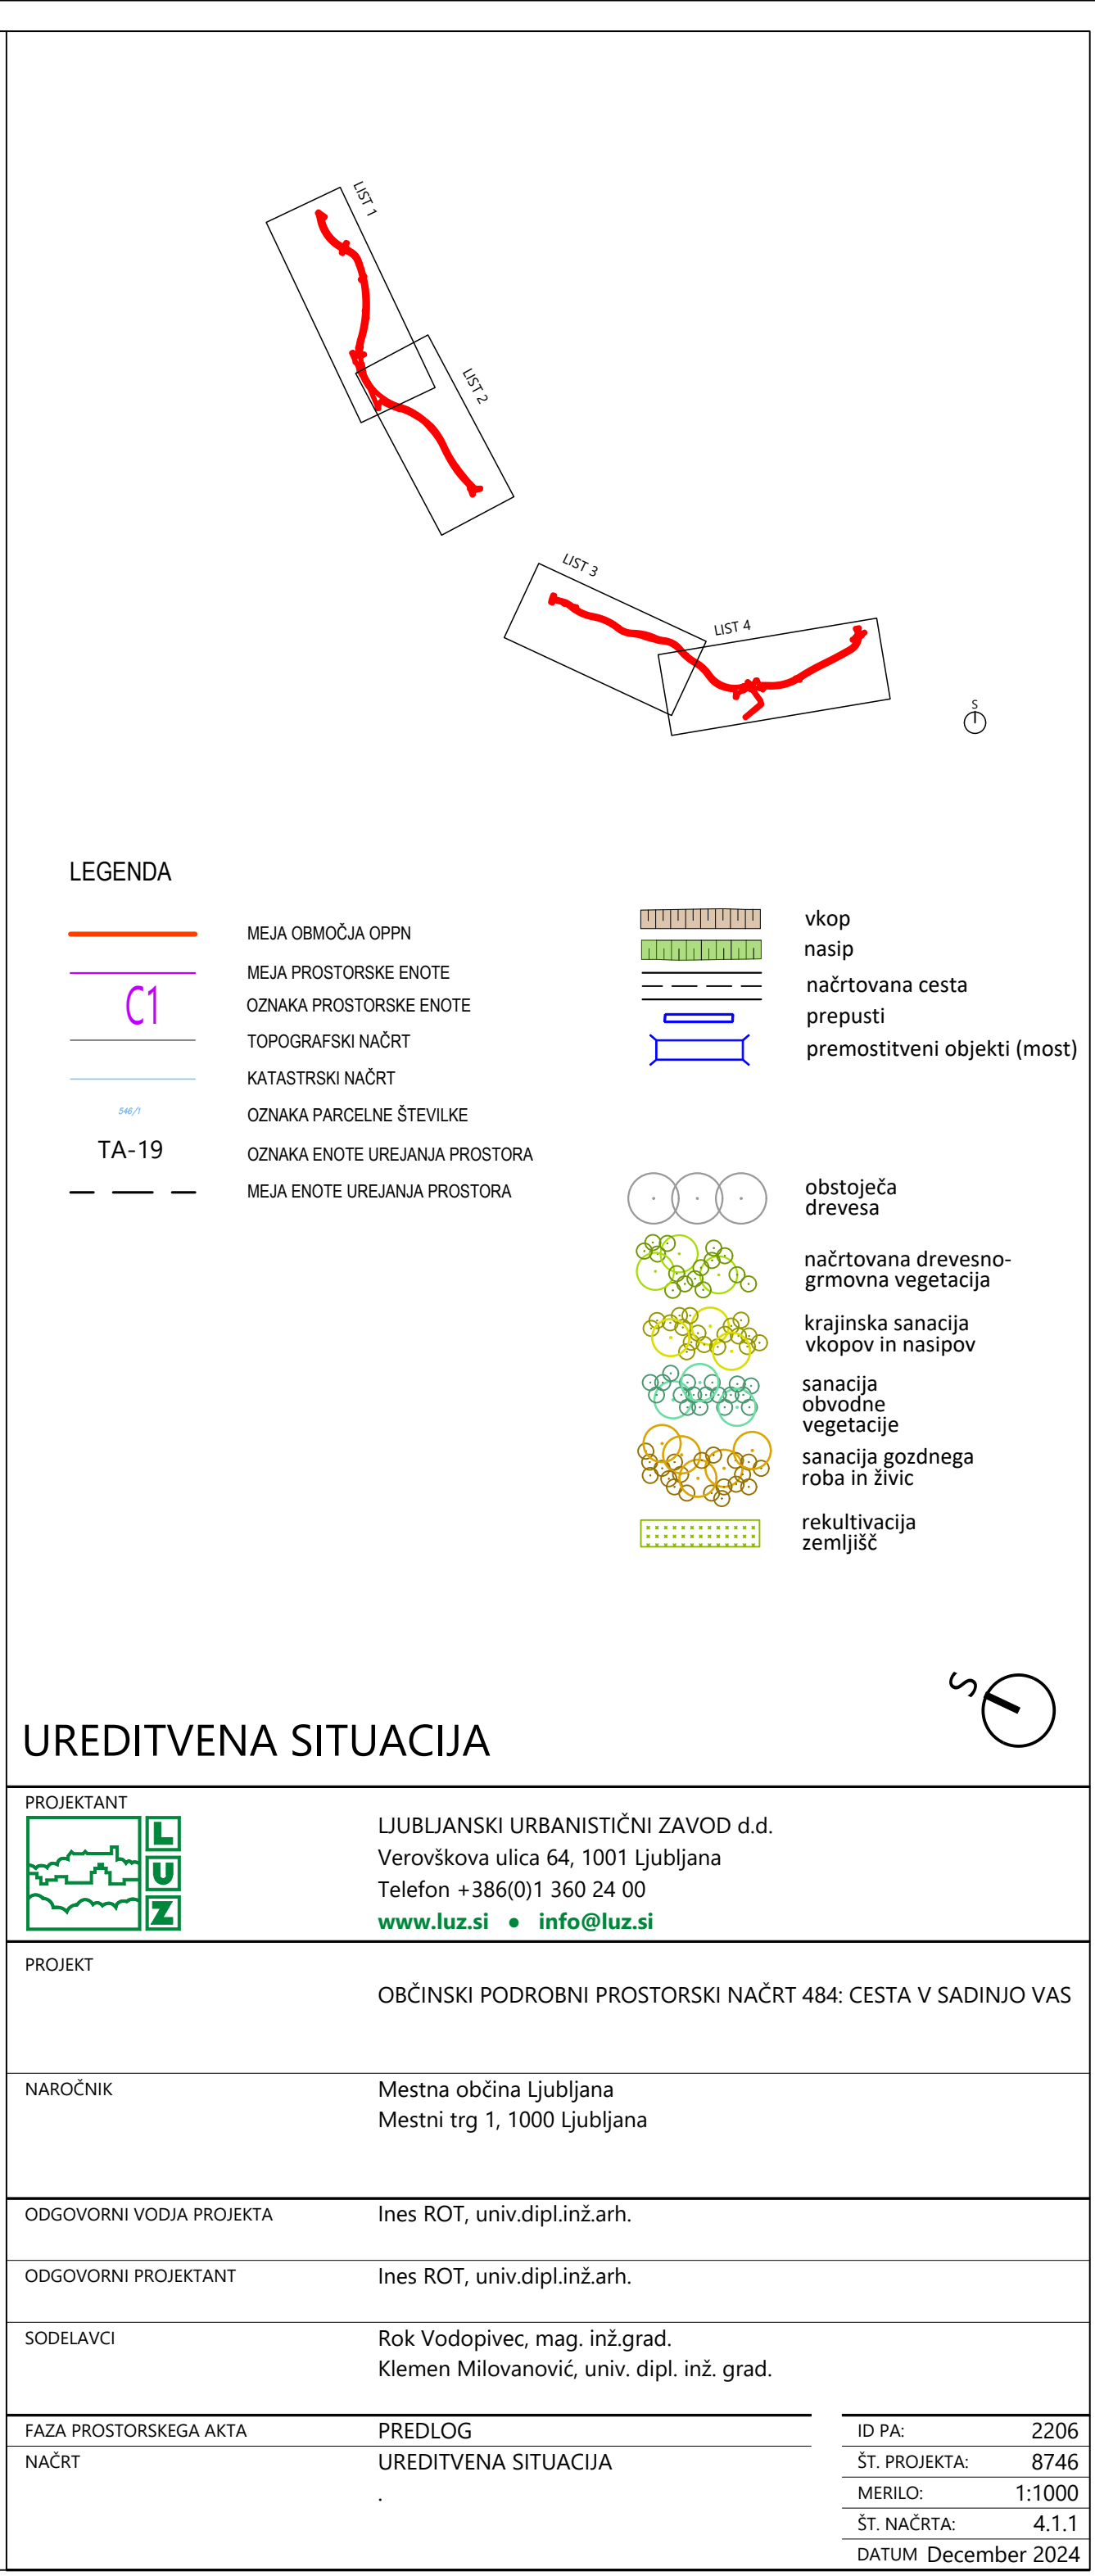 LIST 1
LIST 2
LIST 3
LIST 4
S
LEGENDA
MEJA OBMOČJA OPPN
MEJA PROSTORSKE ENOTE
C1
OZNAKA PROSTORSKE ENOTE
TOPOGRAFSKI NAČRT
KATASTRSKI NAČRT
546/1
OZNAKA PARCELNE ŠTEVILKE
TA-19
OZNAKA ENOTE UREJANJA PROSTORA
MEJA ENOTE UREJANJA PROSTORA
vkop
nasip
načrtovana cesta
prepusti
premostitveni objekti (most)
obstoječa
drevesa
načrtovana drevesno-
grmovna vegetacija
krajinska sanacija
vkopov in nasipov
sanacija
obvodne
vegetacije
sanacija gozdnega
roba in živic
rekultivacija
zemljišč
S
UREDITVENA SITUACIJA
PROJEKTANT
L
U
Z
LJUBLJANSKI URBANISTIČNI ZAVOD d.d.
Verovškova ulica 64, 1001 Ljubljana
Telefon +386(0)1 360 24 00
www.luz.si ● info@luz.si
PROJEKT
OBČINSKI PODROBNI PROSTORSKI NAČRT 484: CESTA V SADINJO VAS
NAROČNIK
Mestna občina Ljubljana
Mestni trg 1, 1000 Ljubljana
ODGOVORNI VODJA PROJEKTA
Ines ROT, univ.dipl.inž.arh.
ODGOVORNI PROJEKTANT
Ines ROT, univ.dipl.inž.arh.
SODELAVCI
Rok Vodopivec, mag. inž.grad.
Klemen Milovanović, univ. dipl. inž. grad.
FAZA PROSTORSKEGA AKTA PREDLOG
NAČRT UREDITVENA SITUACIJA
.
ID PA: 2206
ŠT. PROJEKTA: 8746
MERILO: 1:1000
ŠT. NAČRTA: 4.1.1
DATUM December 2024